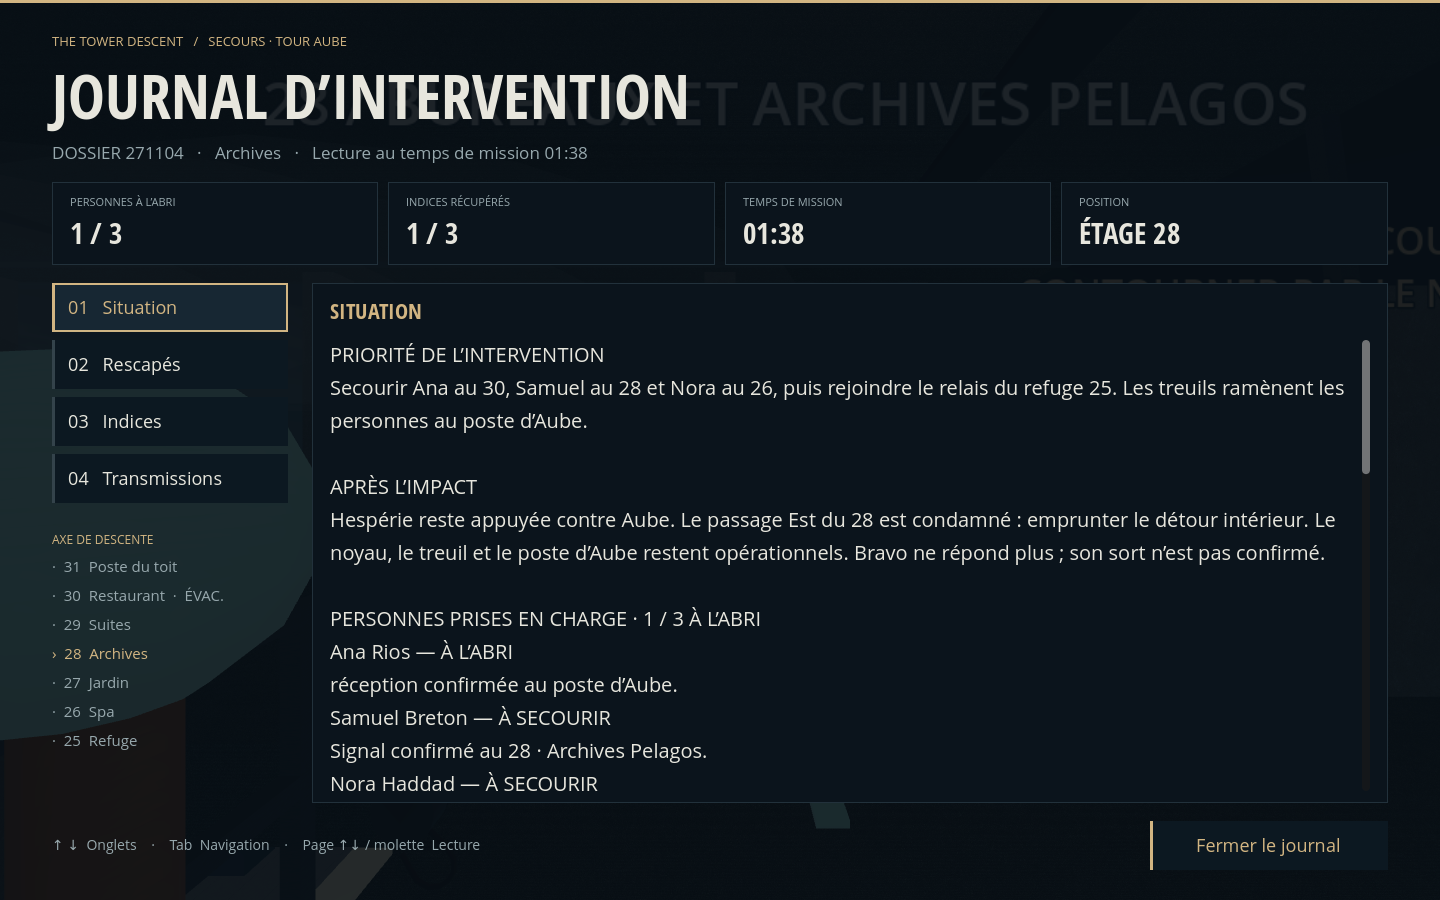 THE TOWER DESCENT / SECOURS · TOUR AUBE
JOURNAL D’INTERVENTION
ET ARCHIVES PELAGOS
DOSSIER 271104 · Archives · Lecture au temps de mission 01:38
PERSONNES À L’ABRI
1 / 3
INDICES RÉCUPÉRÉS
1 / 3
TEMPS DE MISSION
01:38
POSITION
ÉTAGE 28
01 Situation
02 Rescapés
03 Indices
04 Transmissions
AXE DE DESCENTE
· 31 Poste du toit
· 30 Restaurant · ÉVAC.
· 29 Suites
› 28 Archives
· 27 Jardin
· 26 Spa
· 25 Refuge
SITUATION
PRIORITÉ DE L’INTERVENTION
Secourir Ana au 30, Samuel au 28 et Nora au 26, puis rejoindre le relais du refuge 25. Les treuils ramènent les
personnes au poste d’Aube.
APRÈS L’IMPACT
Hespérie reste appuyée contre Aube. Le passage Est du 28 est condamné : emprunter le détour intérieur. Le
noyau, le treuil et le poste d’Aube restent opérationnels. Bravo ne répond plus ; son sort n’est pas confirmé.
PERSONNES PRISES EN CHARGE · 1 / 3 À L’ABRI
Ana Rios — À L’ABRI
réception confirmée au poste d’Aube.
Samuel Breton — À SECOURIR
Signal confirmé au 28 · Archives Pelagos.
Nora Haddad — À SECOURIR
↑ ↓ Onglets · Tab Navigation · Page ↑↓ / molette Lecture
Fermer le journal